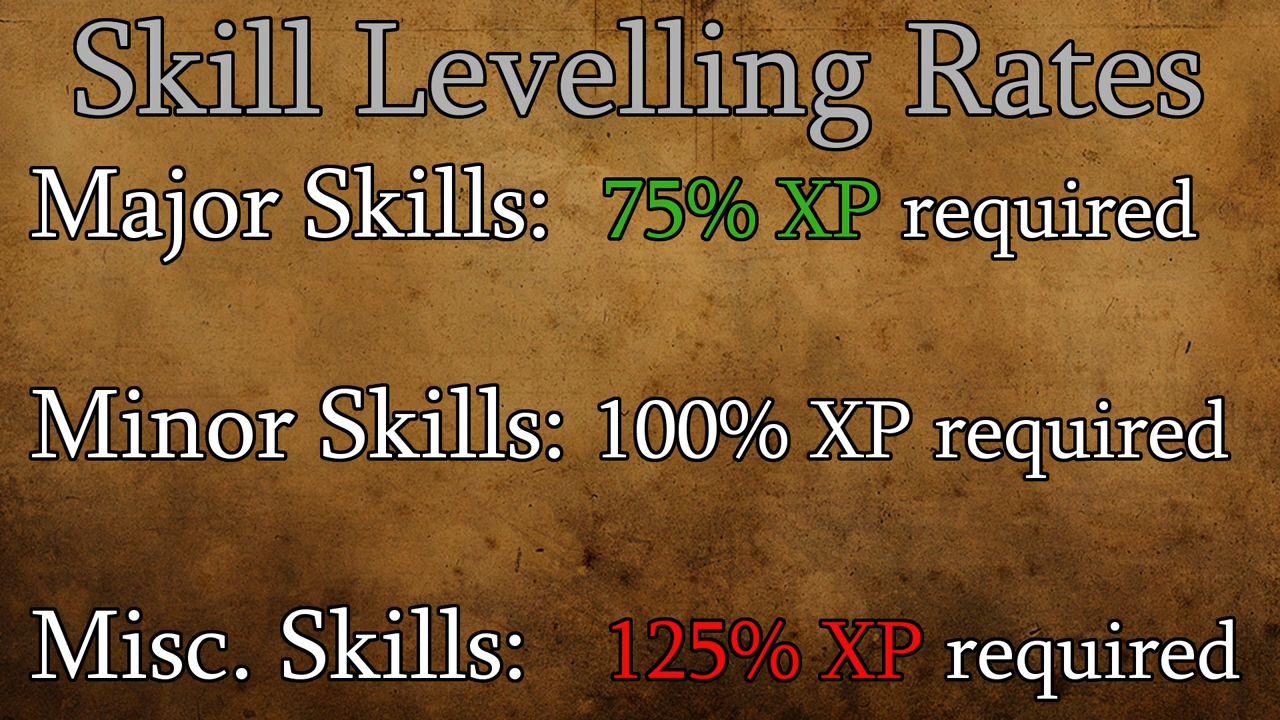 Skill Levelling Rates
Major Skills: 75% XP required
Minor Skills: 100% XP required
Misc. Skills: 125% XP required